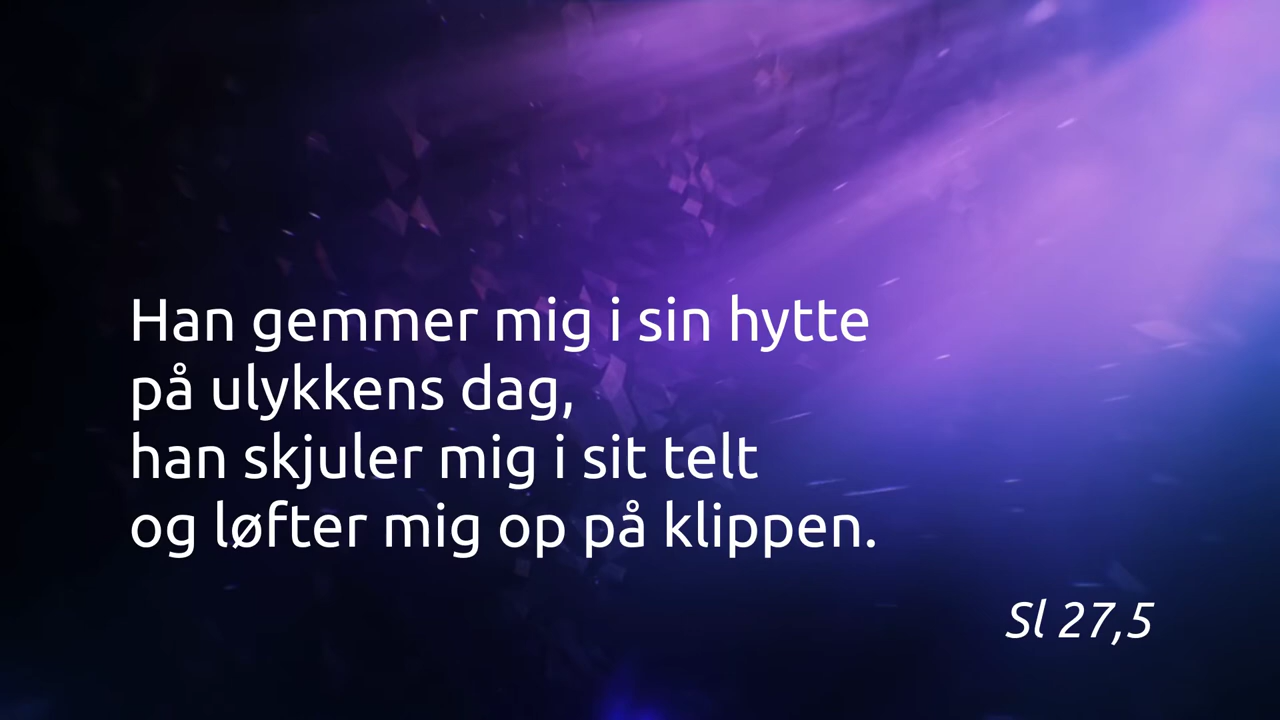 Han gemmer mig i sin hytte
på ulykkens dag,
han skjuler mig i sit telt
og løfter mig op på klippen.
Sl 27,5